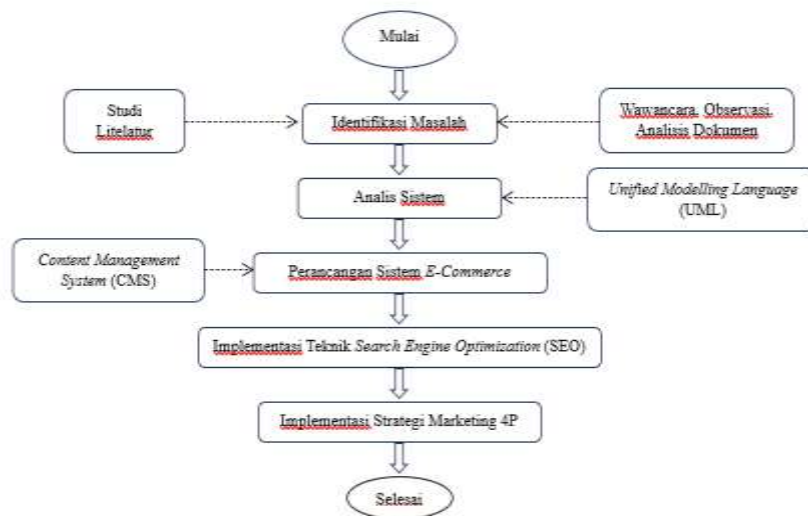 Mulai
Studi
Litelatur
Identifikasi Masalah
Wawancara, Observasi,
Analisis Dokumen
Analis Sistem
Unified Modelling Language
(UML)
Content Management
System (CMS)
Perancangan Sistem E-Commerce
Implementasi Teknik Search Engine Optimization (SEO)
Implementasi Strategi Marketing 4P
Selesai